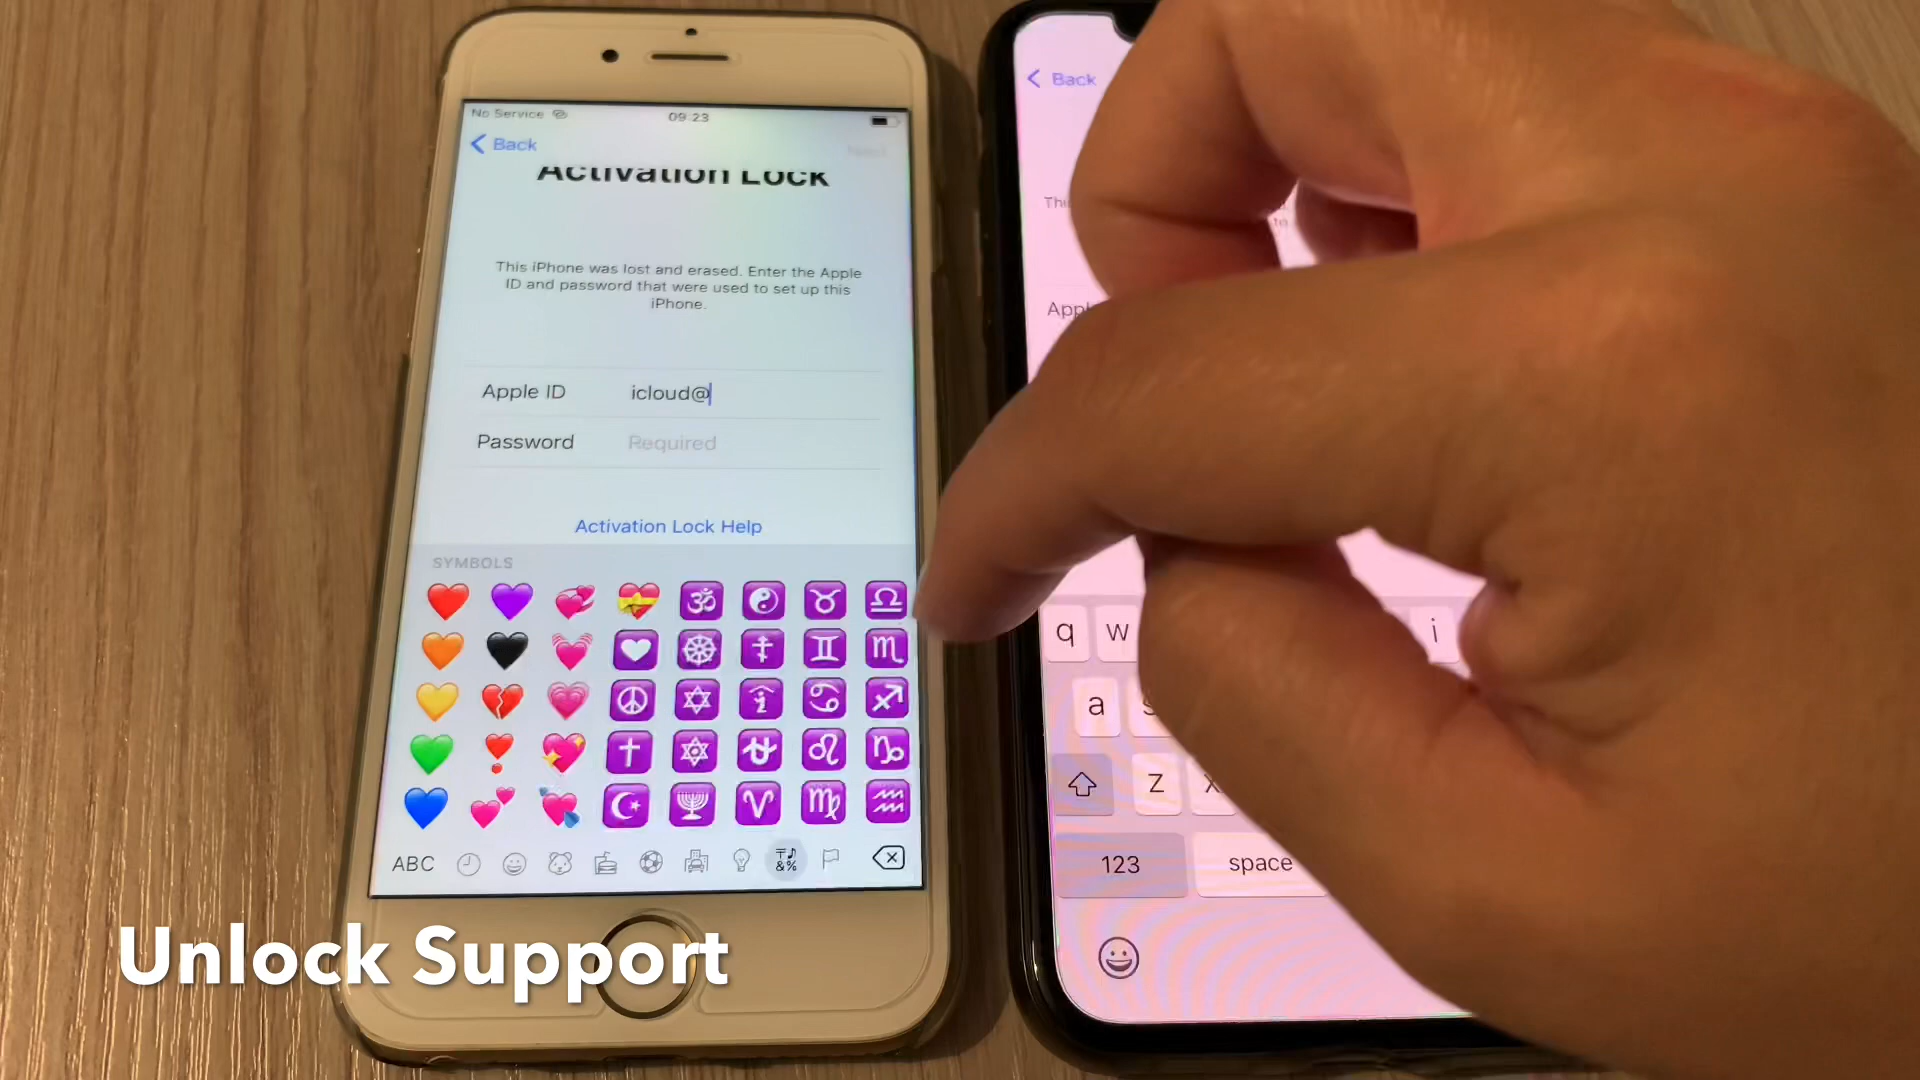 No Service
09:23
Back
Activation Lock
This iPhone was lost and erased. Enter the Apple
ID and password that were used to set up this
iPhone.
Apple ID icloud@
Password Required
Activation Lock Help
SYMBOLS
ABC
Back
q w i
a
z
123 space
Unlock Support